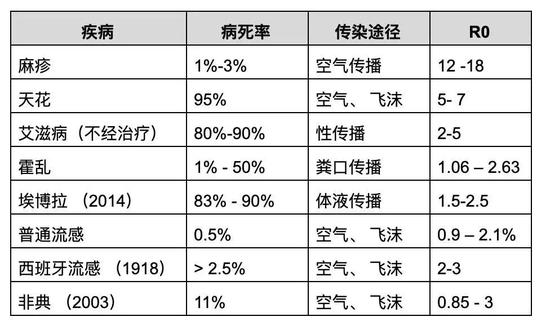 疾病 病死率 传染途径 R0
麻疹 1%-3% 空气传播 12 -18
天花 95% 空气、 飞沫 5- 7
艾滋病（不经治疗） 80%-90% 性传播 2-5
霍乱 1% - 50% 粪口传播 1.06 – 2.63
埃博拉 （2014） 83% - 90% 体液传播 1.5-2.5
普通流感 0.5% 空气、飞沫 0.9 – 2.1%
西班牙流感 （1918） > 2.5% 空气、飞沫 2-3
非典 （2003） 11% 空气、飞沫 0.85 - 3